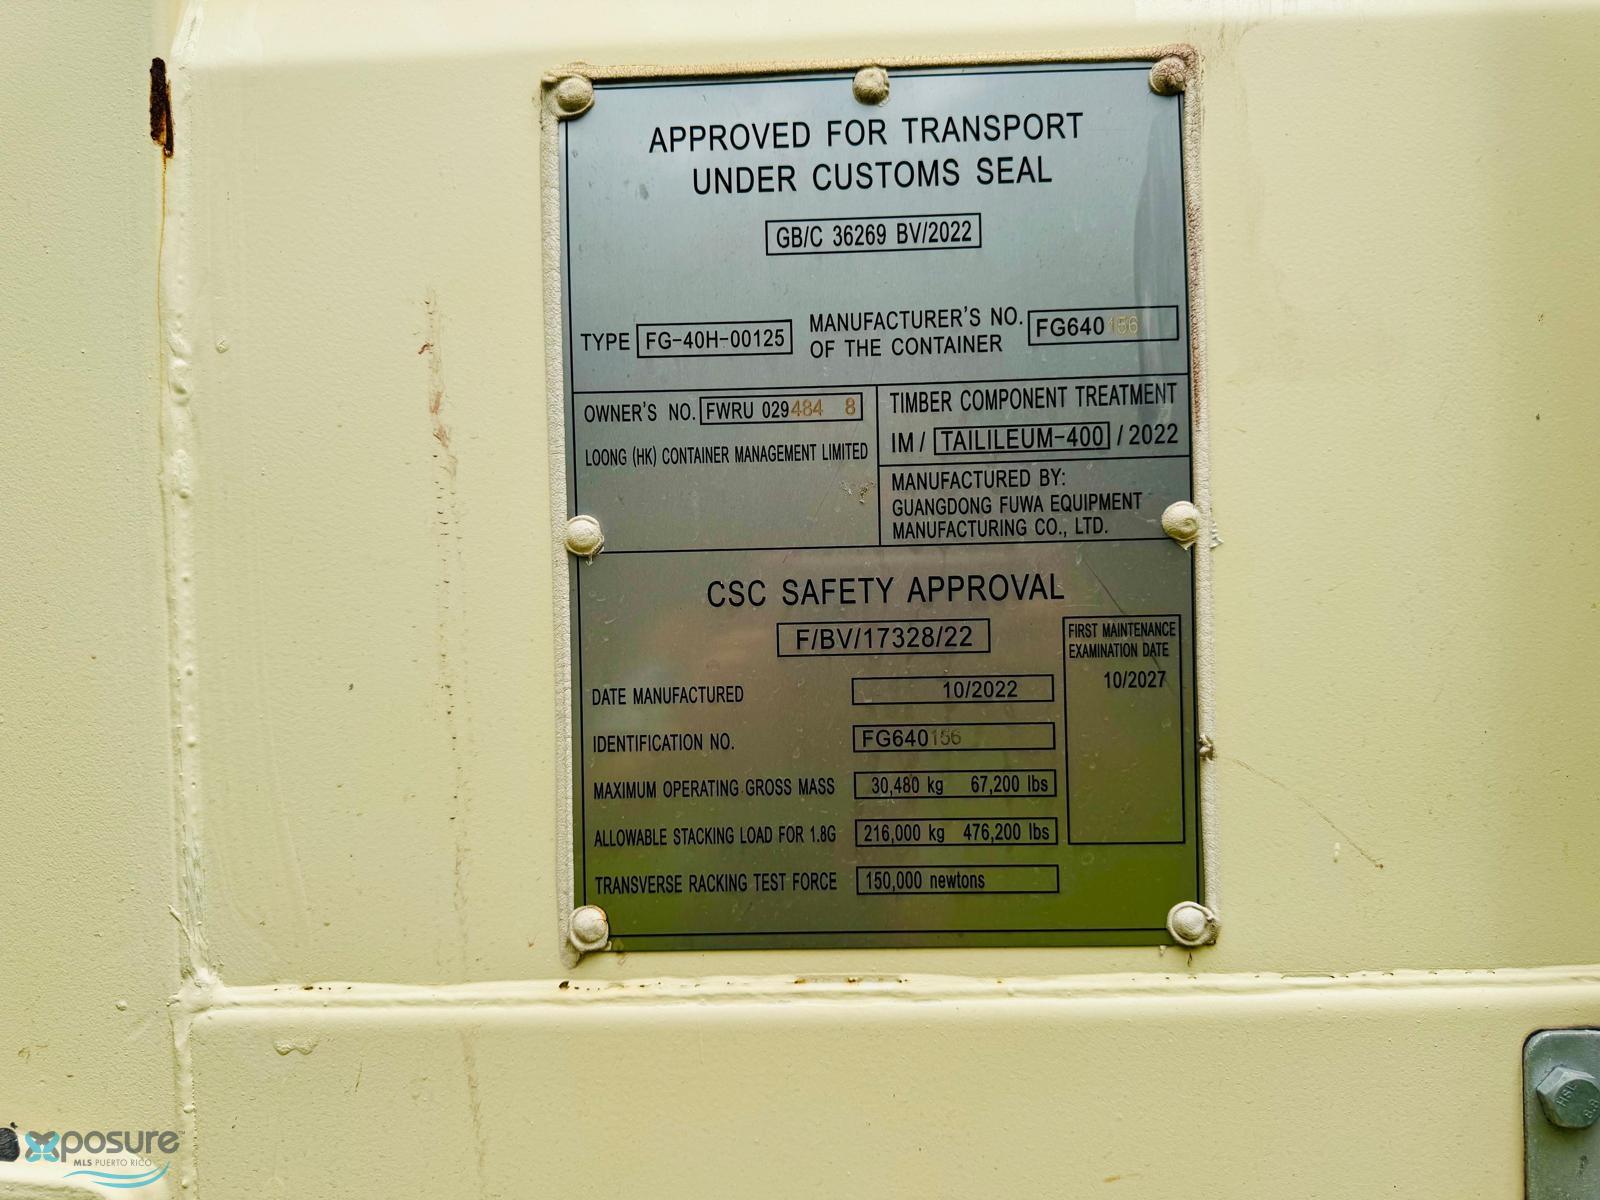 APPROVED FOR TRANSPORT
UNDER CUSTOMS SEAL
GB/C 36269 BV/2022
TYPE FG-40H-00125
MANUFACTURER'S NO.
OF THE CONTAINER
FG640156
OWNER'S NO. FWRU 029484 8
LOONG (HK) CONTAINER MANAGEMENT LIMITED
TIMBER COMPONENT TREATMENT
IM / TAILILEUM-400 / 2022
MANUFACTURED BY:
GUANGDONG FUWA EQUIPMENT
MANUFACTURING CO., LTD.
CSC SAFETY APPROVAL
F/BV/17328/22
FIRST MAINTENANCE
EXAMINATION DATE
10/2027
DATE MANUFACTURED 10/2022
IDENTIFICATION NO. FG640156
MAXIMUM OPERATING GROSS MASS 30,480 kg 67,200 lbs
ALLOWABLE STACKING LOAD FOR 1.8G 216,000 kg 476,200 lbs
TRANSVERSE RACKING TEST FORCE 150,000 newtons
xposure
MLS PUERTO RICO